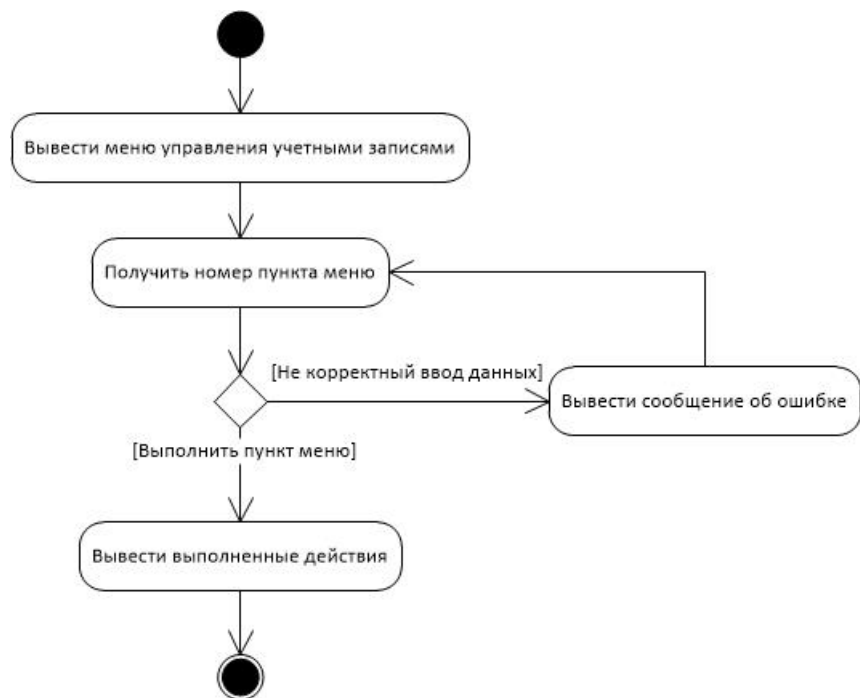 Вывести меню управления учетными записями
Получить номер пункта меню
[Не корректный ввод данных]
Вывести сообщение об ошибке
[Выполнить пункт меню]
Вывести выполненные действия